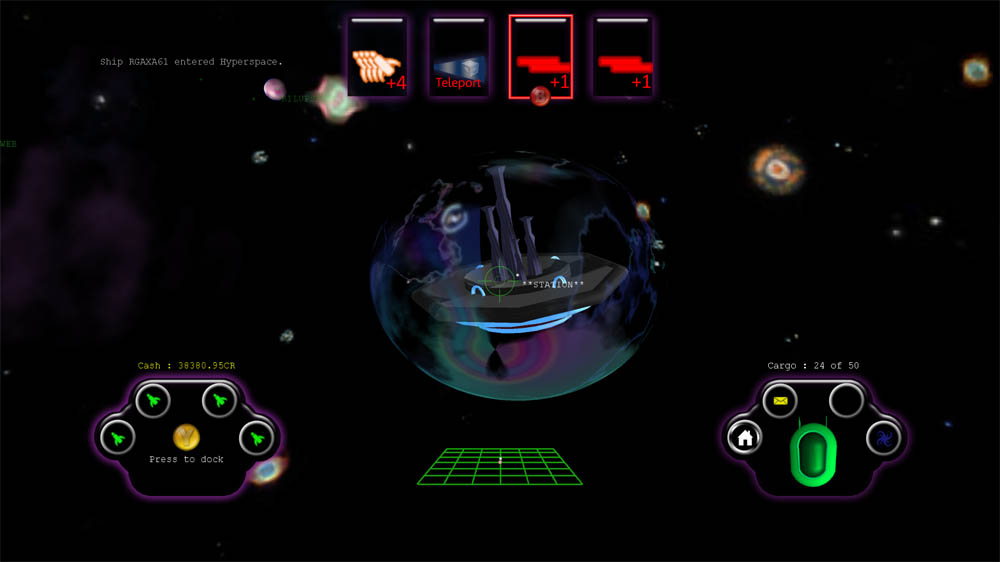 Ship RGAXA61 entered Hyperspace.
+4
Teleport
+1
+1
WEB
**STATION**
Cash : 38380.95CR
Cargo : 24 of 50
Press to dock